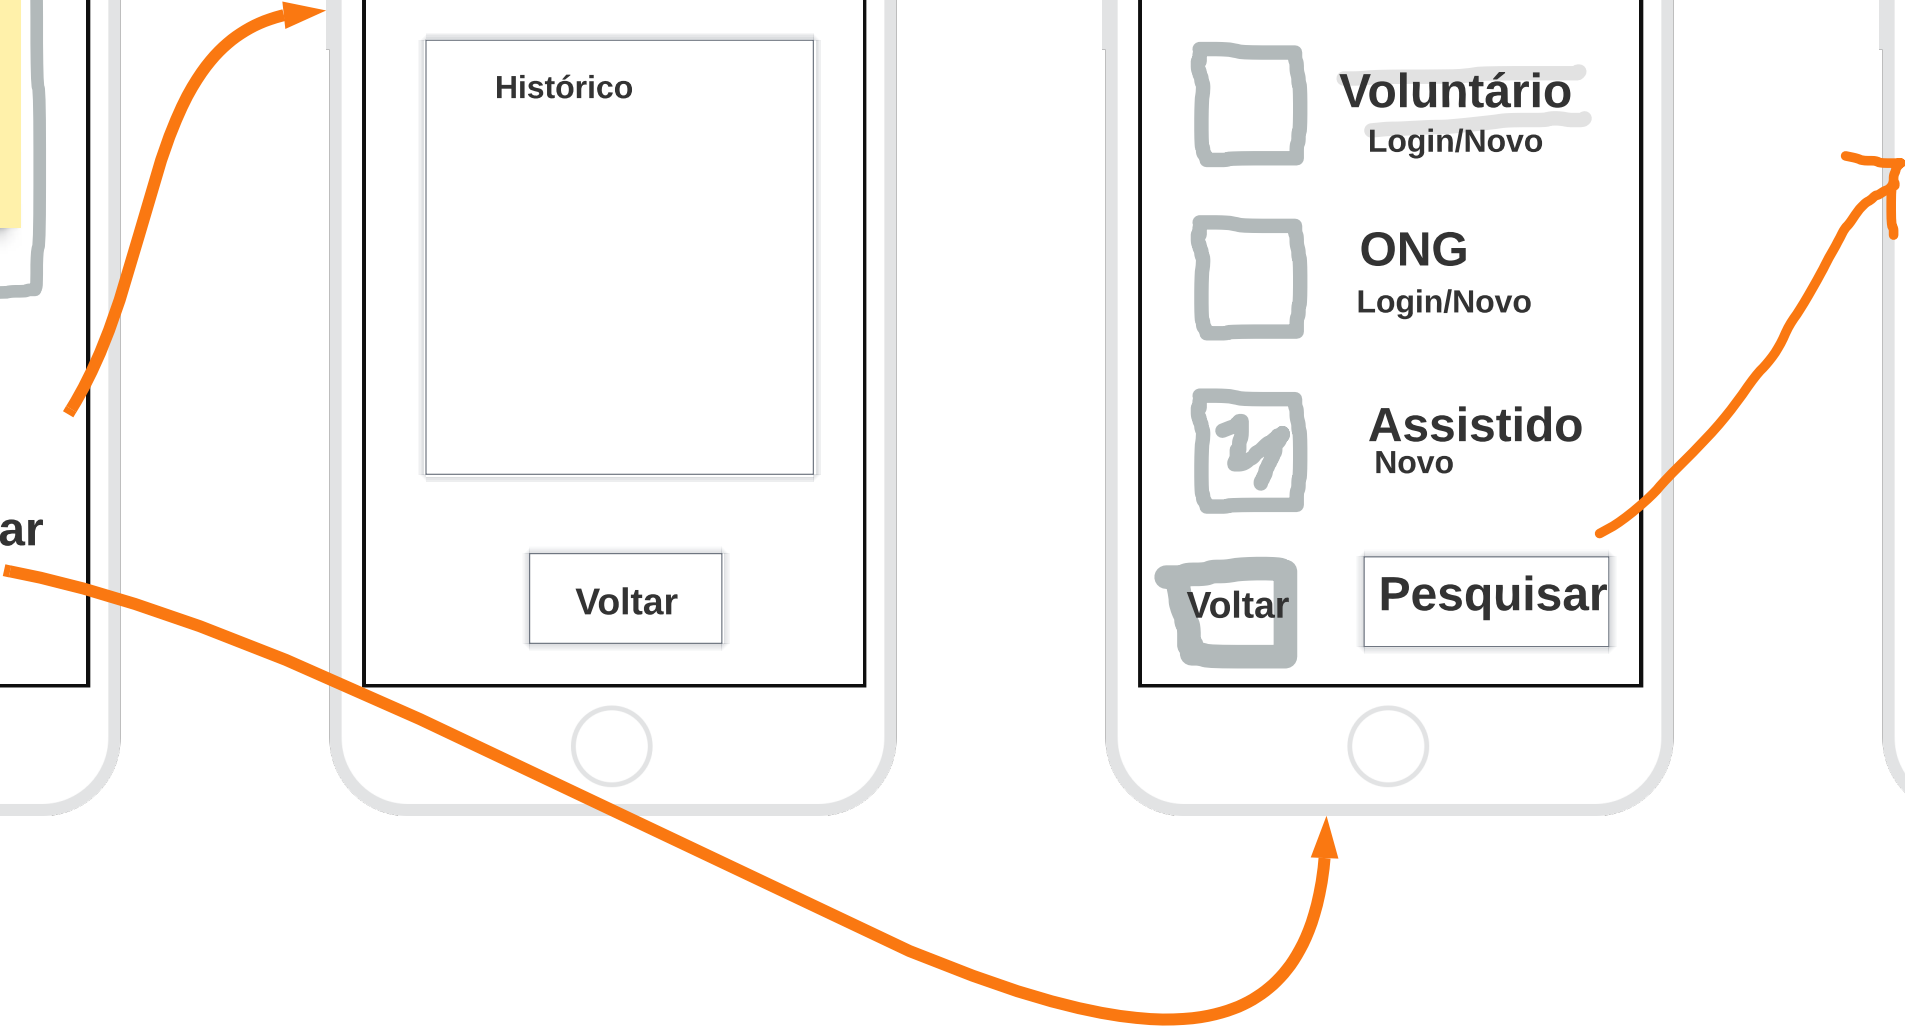 ar
Histórico
Voltar
Voluntário
Login/Novo
ONG
Login/Novo
Assistido
Novo
Voltar
Pesquisar